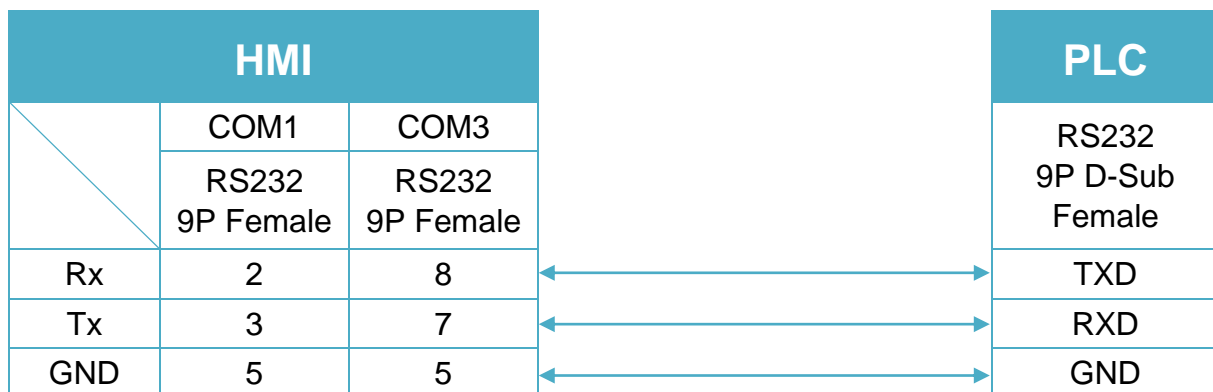 HMI
PLC
COM1 COM3
RS232
9P Female
RS232
9P Female
RS232
9P D-Sub
Female
Rx 2 8 TXD
Tx 3 7 RXD
GND 5 5 GND